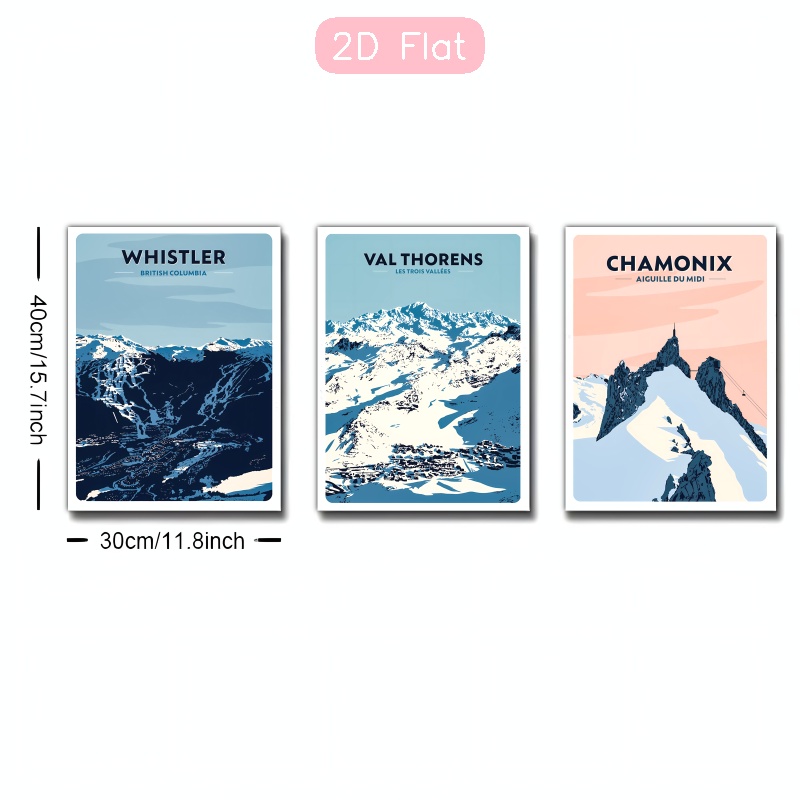 2D Flat
WHISTLER
BRITISH COLUMBIA
VAL THORENS
LES TROIS VALLÉES
CHAMONIX
AIGUILLE DU MIDI
40cm/15.7inch
30cm/11.8inch